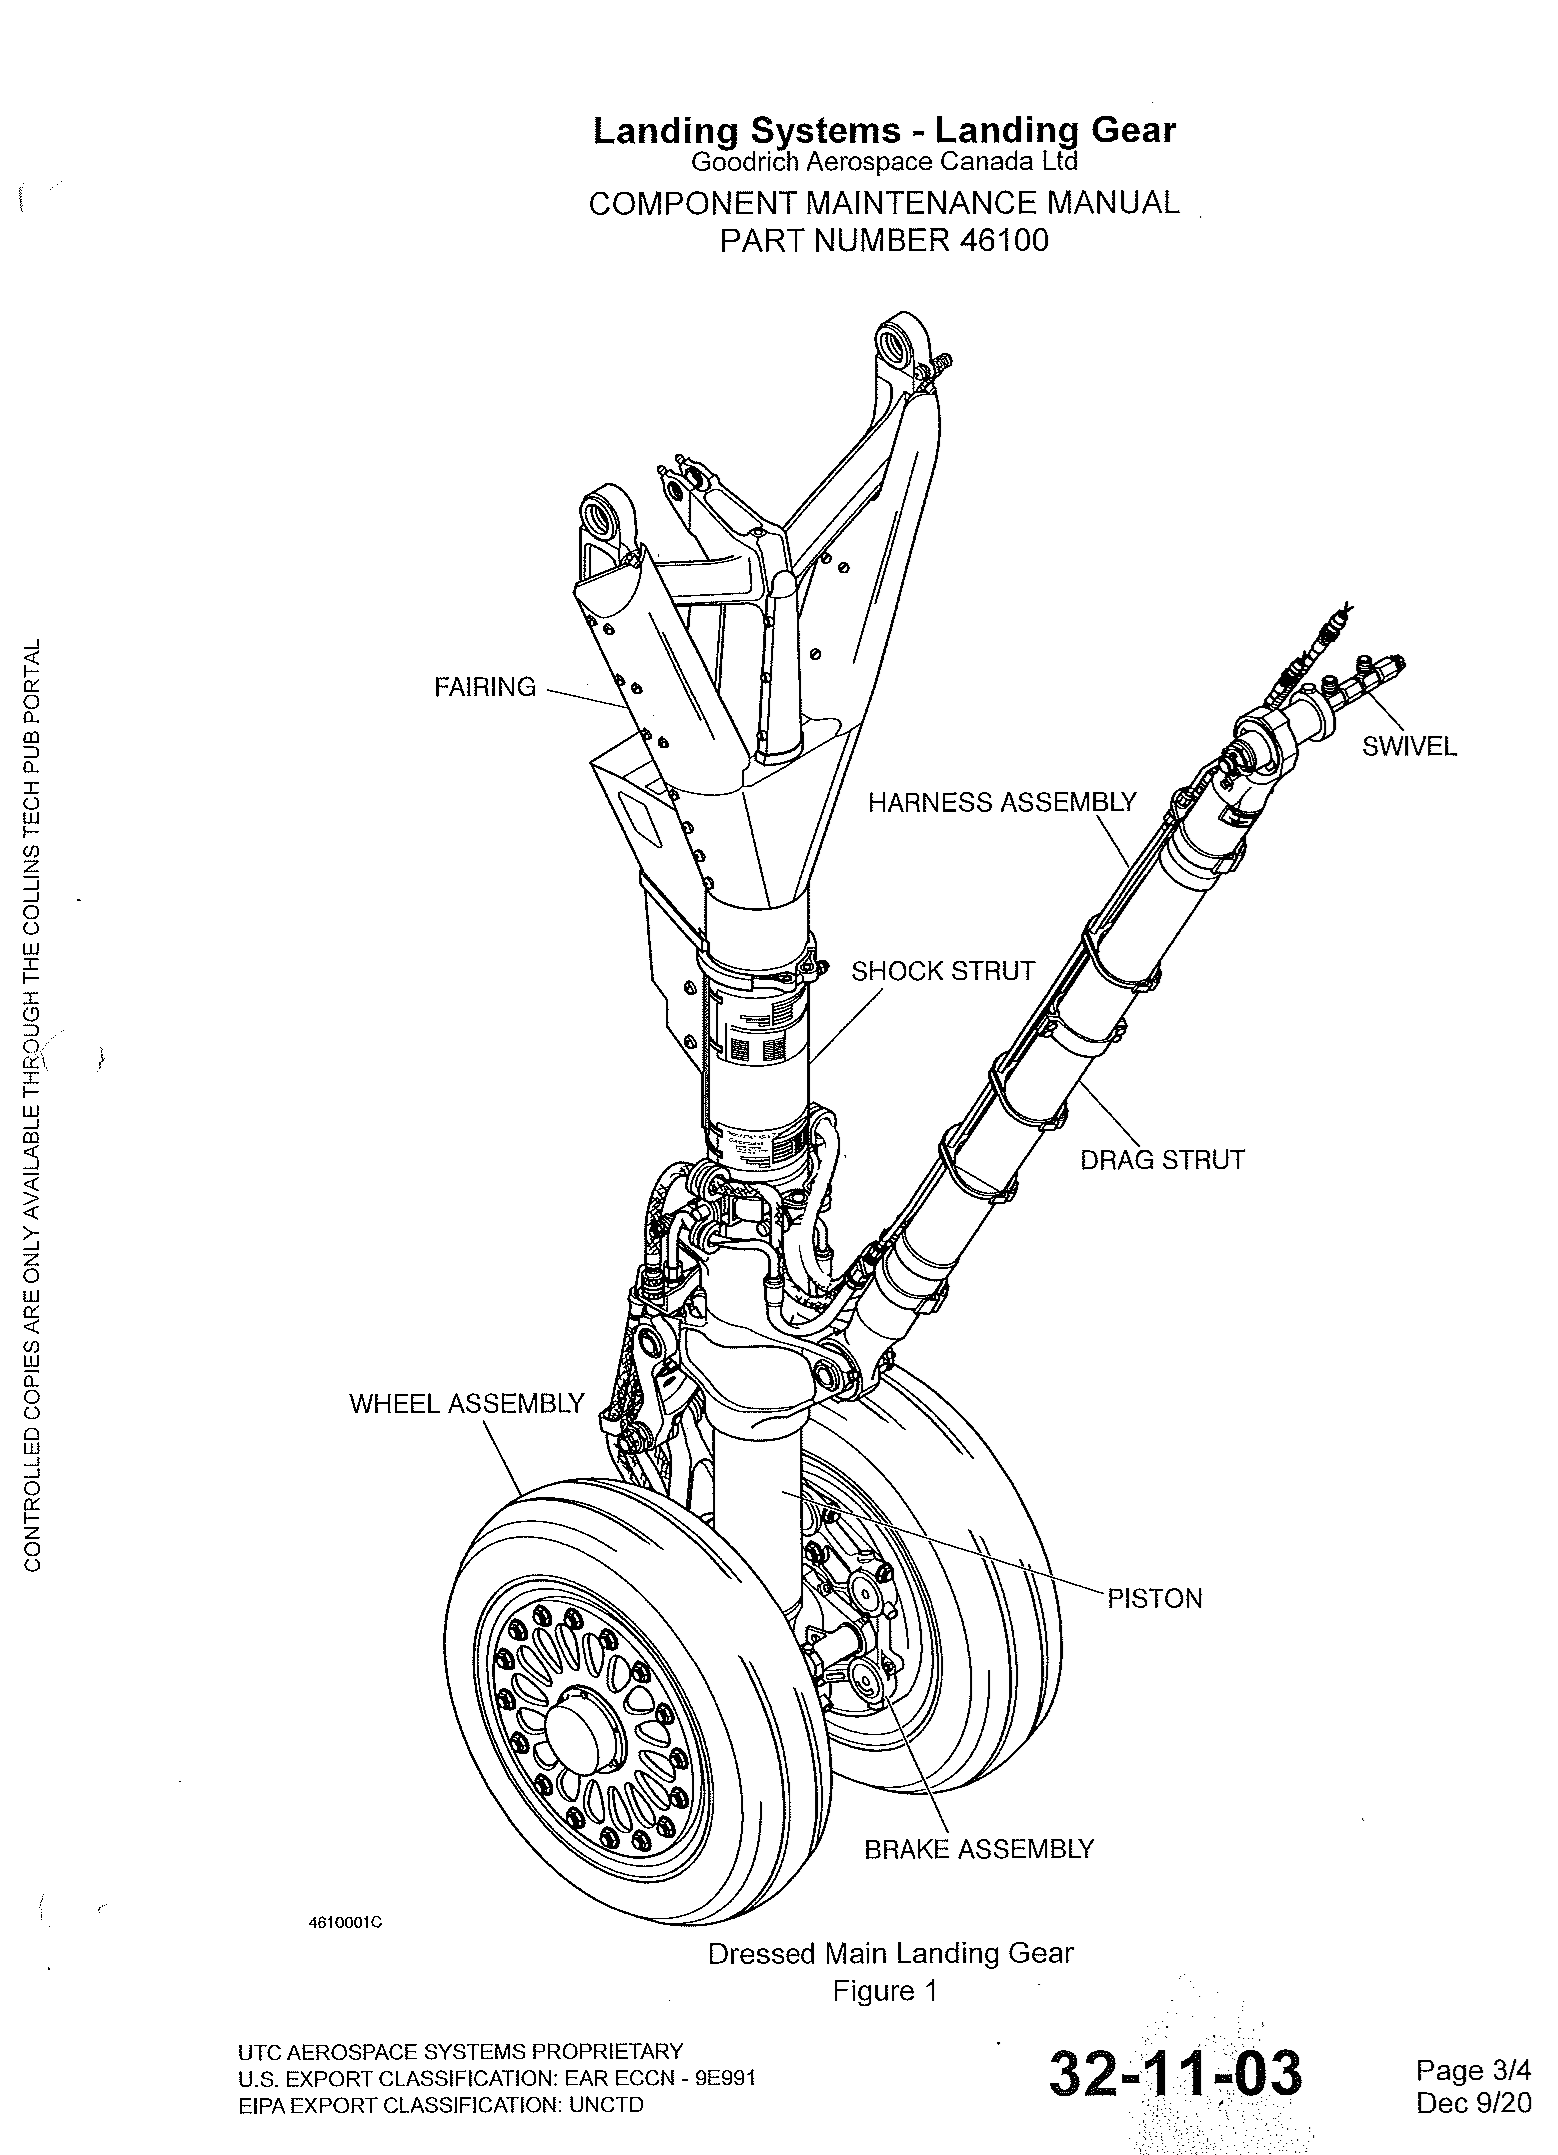 Landing Systems - Landing Gear
Goodrich Aerospace Canada Ltd
COMPONENT MAINTENANCE MANUAL
PART NUMBER 46100
CONTROLLED COPIES ARE ONLY AVAILABLE THROUGH THE COLLINS TECH PUB PORTAL
FAIRING
SWIVEL
HARNESS ASSEMBLY
SHOCK STRUT
DRAG STRUT
WHEEL ASSEMBLY
PISTON
BRAKE ASSEMBLY
4610001C
Dressed Main Landing Gear
Figure 1
UTC AEROSPACE SYSTEMS PROPRIETARY
U.S. EXPORT CLASSIFICATION: EAR ECCN - 9E991
EIPA EXPORT CLASSIFICATION: UNCTD
32-11-03
Page 3/4
Dec 9/20